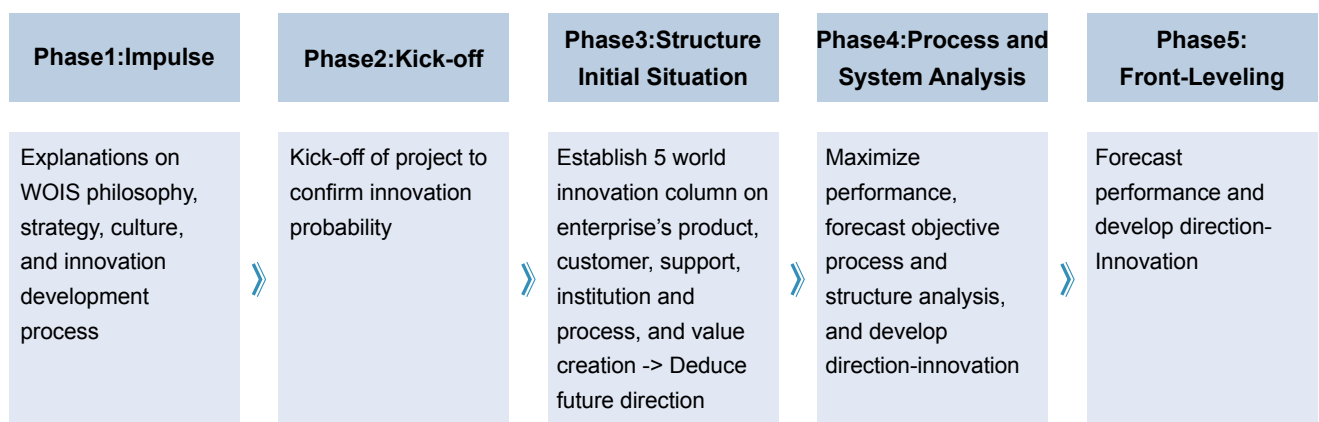 Phase1:Impulse
Explanations on
WOIS philosophy,
strategy, culture,
and innovation
development
process
Phase2:Kick-off
Kick-off of project to
confirm innovation
probability
Phase3:Structure
Initial Situation
Establish 5 world
innovation column on
enterprise’s product,
customer, support,
institution and
process, and value
creation -> Deduce
future direction
Phase4:Process and
System Analysis
Maximize
performance,
forecast objective
process and
structure analysis,
and develop
direction-innovation
Phase5:
Front-Leveling
Forecast
performance and
develop direction-
Innovation